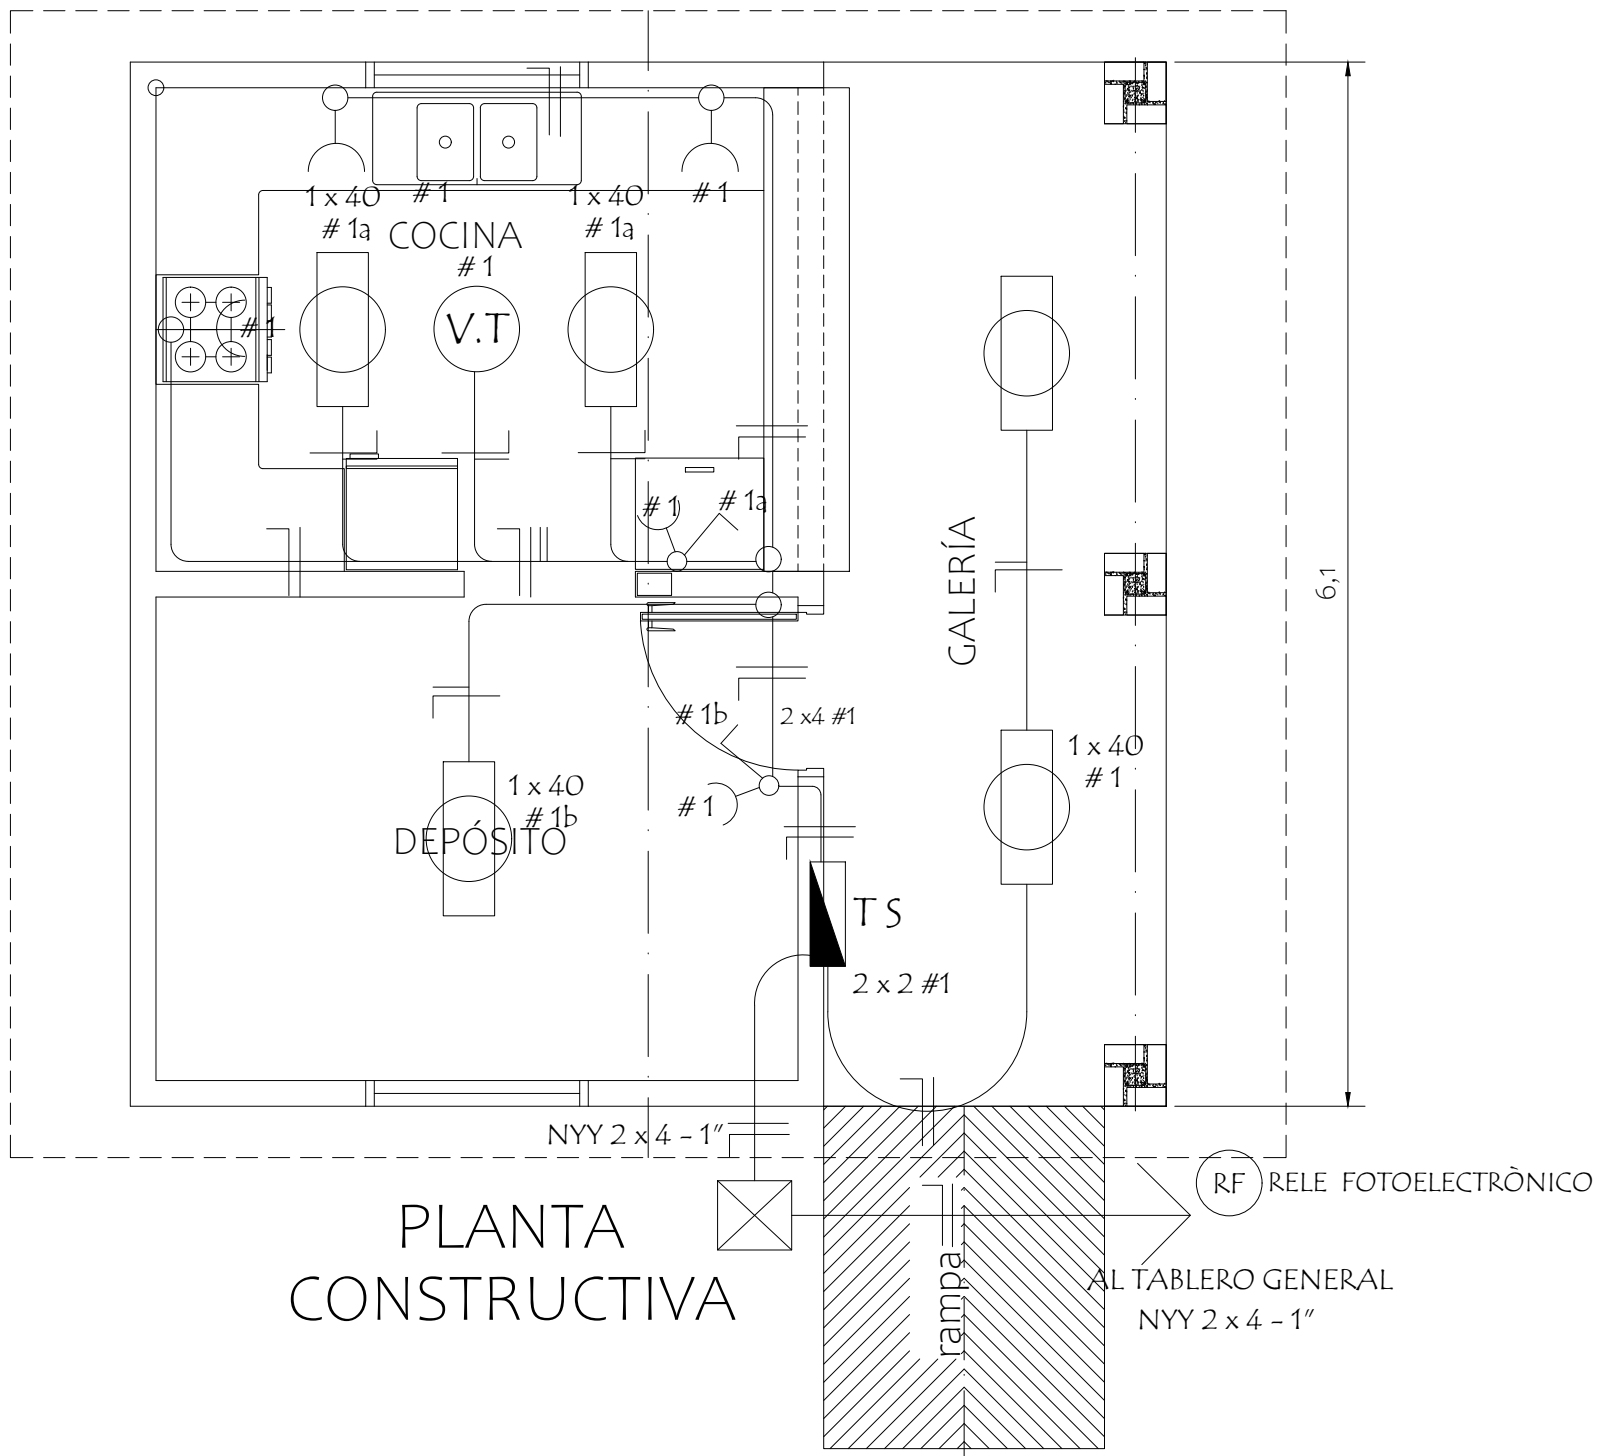 1 x 40
# 1
1 x 40
# 1
# 1a
COCINA
# 1a
# 1
# 1
V.T
# 1
# 1a
GALERÍA
6,1
# 1b
2 x4 #1
1 x 40
# 1
1 x 40
# 1b
# 1
DEPÓSITO
T S
2 x 2 #1
NYY 2 x 4 - 1"
RF RELE FOTOELECTRÒNICO
PLANTA
CONSTRUCTIVA
rampa
AL TABLERO GENERAL
NYY 2 x 4 - 1"